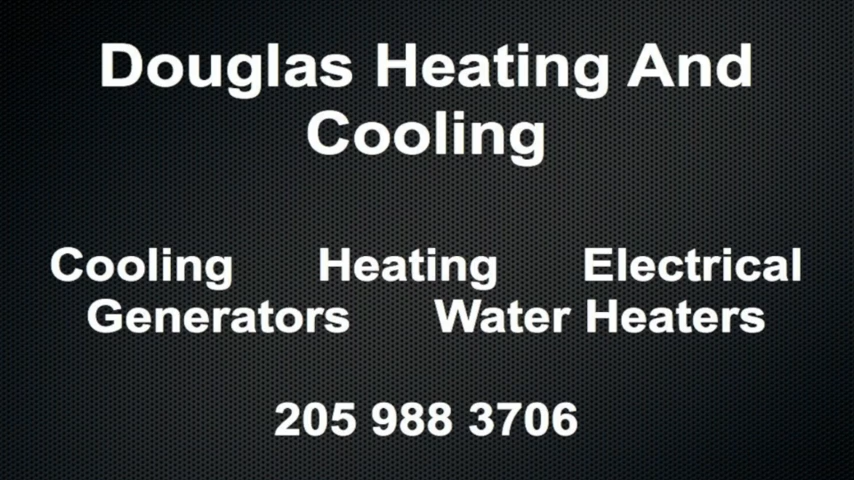 Douglas Heating And
Cooling
Cooling Heating Electrical
Generators Water Heaters
205 988 3706